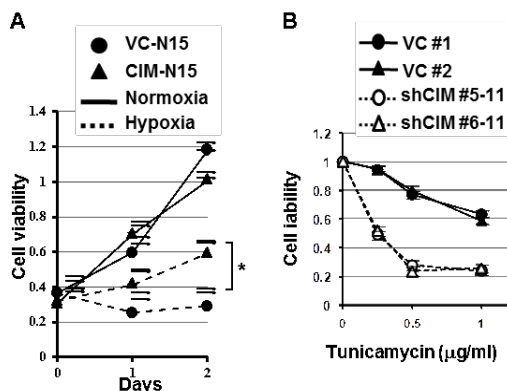 A
VC-N15
CIM-N15
Normoxia
Hypoxia
Cell viability
1.4
1.2
1
0.8
0.6
0.4
0.2
0
*
0
1
2
Days
B
VC #1
VC #2
shCIM #5-11
shCIM #6-11
Cell iability
1.2
1
0.8
0.6
0.4
0.2
0
0
0.5
1
Tunicamycin (μg/ml)